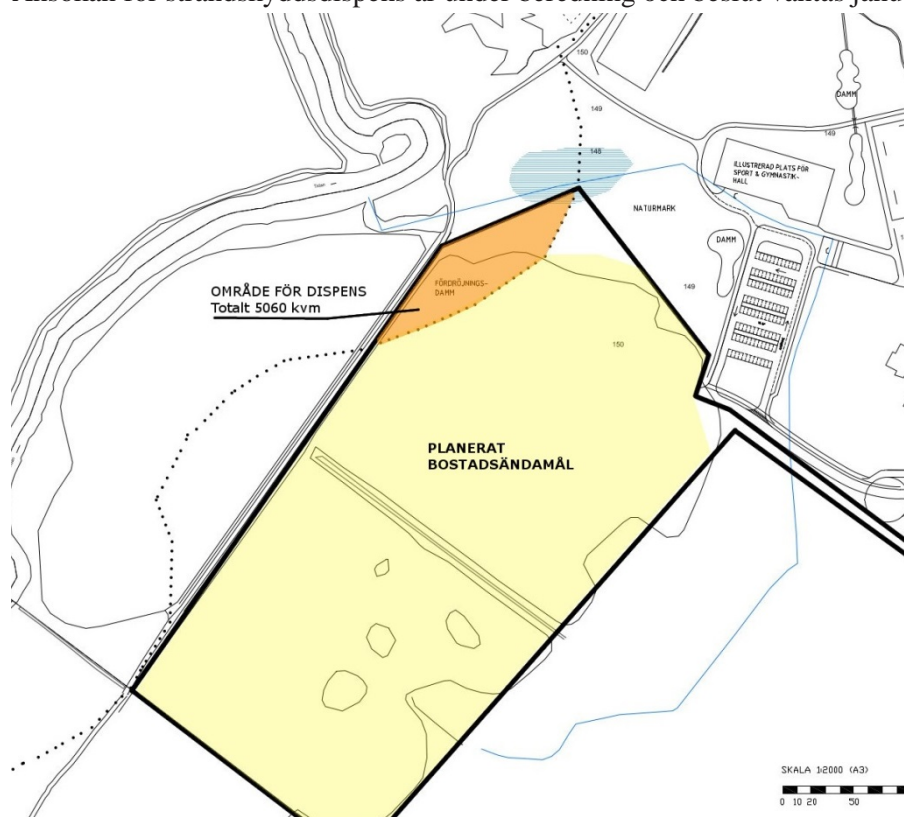 150
149
DAMM
149
148
ILLUSTRERAD PLATS FÖR
SPORT & GYMNASTIK-
HALL
NATURMARK
DAMM
OMRÅDE FÖR DISPENS
Totalt 5060 kvm
FÖRDRÖJNINGS-
DAMM
149
150
PLANERAT
BOSTADSÄNDAMÅL
SKALA 1:2000 (A3)
0 10 20 50